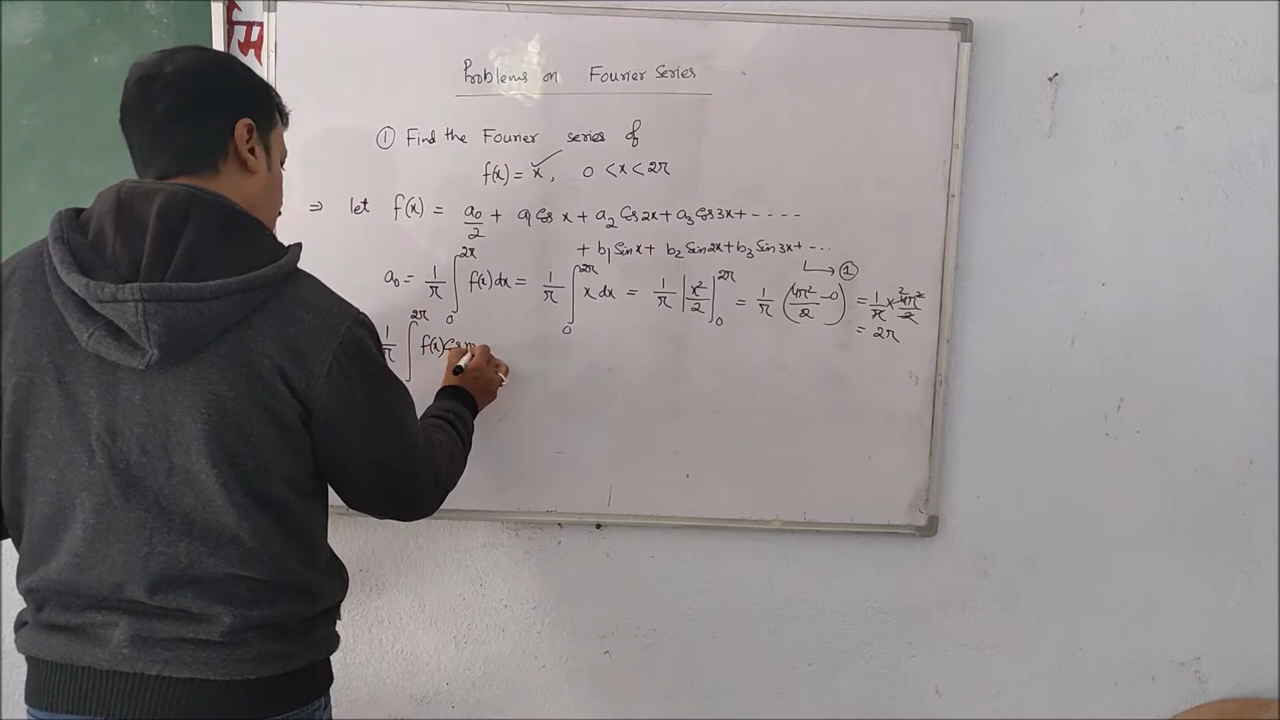 मि
Problems on Fourier Series
① Find the Fourier series of
f(x) = x, 0 < x < 2π
⇒ let f(x) = a₀/2 + a₁ Cos x + a₂ Cos 2x + a₃ Cos 3x + - - - -
+ b₁ Sin x + b₂ Sin 2x + b₃ Sin 3x + - - - → ①
a₀ = 1/π ∫₀^2π f(x) dx = 1/π ∫₀^2π x dx = 1/π |x²/2|₀^2π = 1/π (4π²/2 - 0) = 1/π × 4π²/2
= 2π
1/π ∫^2π f(x) Cos